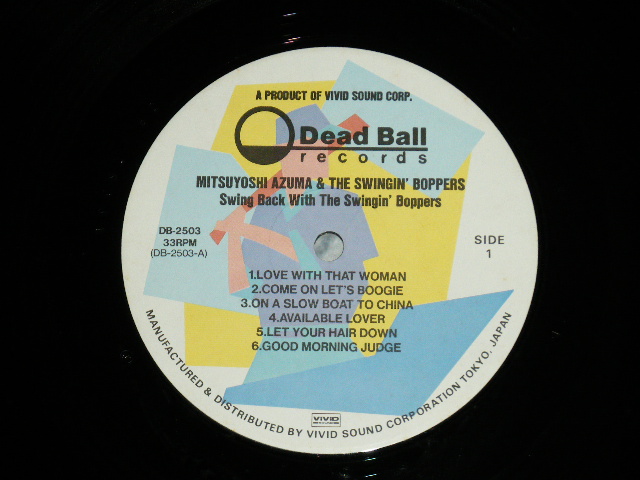 A PRODUCT OF VIVID SOUND CORP.
Dead Ball
records
MITSUYOSHI AZUMA & THE SWINGIN' BOPPERS
Swing Back With The Swingin' Boppers
DB-2503
33RPM
(DB-2503-A)
SIDE
1
1.LOVE WITH THAT WOMAN
2.COME ON LET'S BOOGIE
3.ON A SLOW BOAT TO CHINA
4.AVAILABLE LOVER
5.LET YOUR HAIR DOWN
6.GOOD MORNING JUDGE
VIVID
MANUFACTURED & DISTRIBUTED BY VIVID SOUND CORPORATION TOKYO, JAPAN